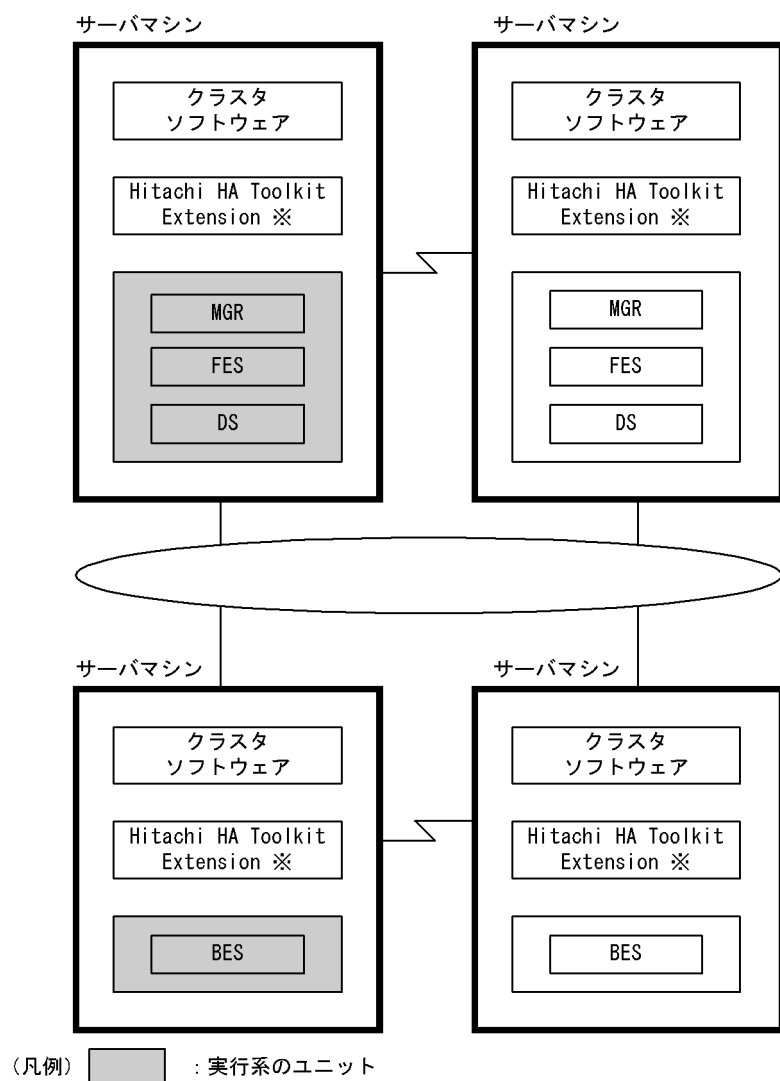 サーバマシン
サーバマシン
クラスタ
ソフトウェア
Hitachi HA Toolkit
Extension ※
MGR
FES
DS
クラスタ
ソフトウェア
Hitachi HA Toolkit
Extension ※
MGR
FES
DS
サーバマシン
サーバマシン
クラスタ
ソフトウェア
Hitachi HA Toolkit
Extension ※
BES
クラスタ
ソフトウェア
Hitachi HA Toolkit
Extension ※
BES
(凡例) :実行系のユニット